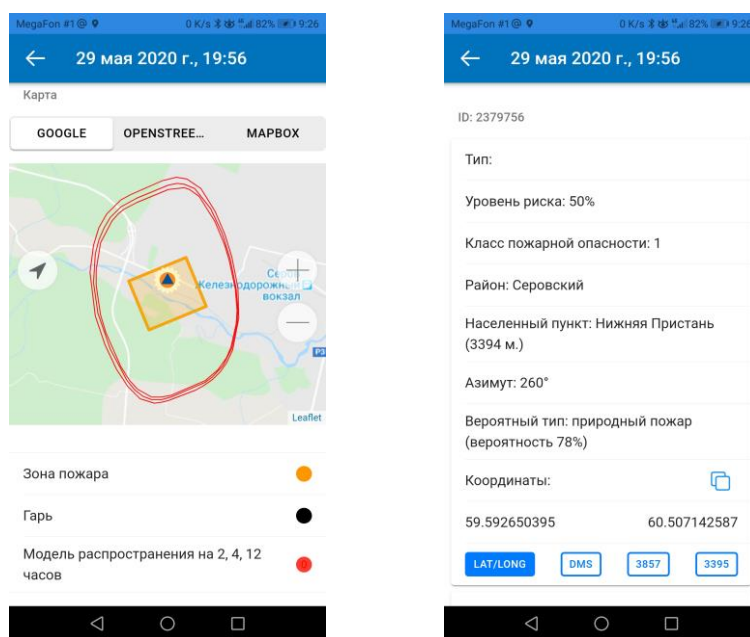 MegaFon #1 0 K/s 82% 9:26
29 мая 2020 г., 19:56
Карта
GOOGLE OPENSTREE... MAPBOX
Железнодорожный
вокзал
Leaflet
Зона пожара
Гарь
Модель распространения на 2, 4, 12
часов
MegaFon #1 0 K/s 82% 9:26
29 мая 2020 г., 19:56
ID: 2379756
Тип:
Уровень риска: 50%
Класс пожарной опасности: 1
Район: Серовский
Населенный пункт: Нижняя Пристань
(3394 м.)
Азимут: 260°
Вероятный тип: природный пожар
(вероятность 78%)
Координаты:
59.592650395 60.507142587
LAT/LONG DMS 3857 3395